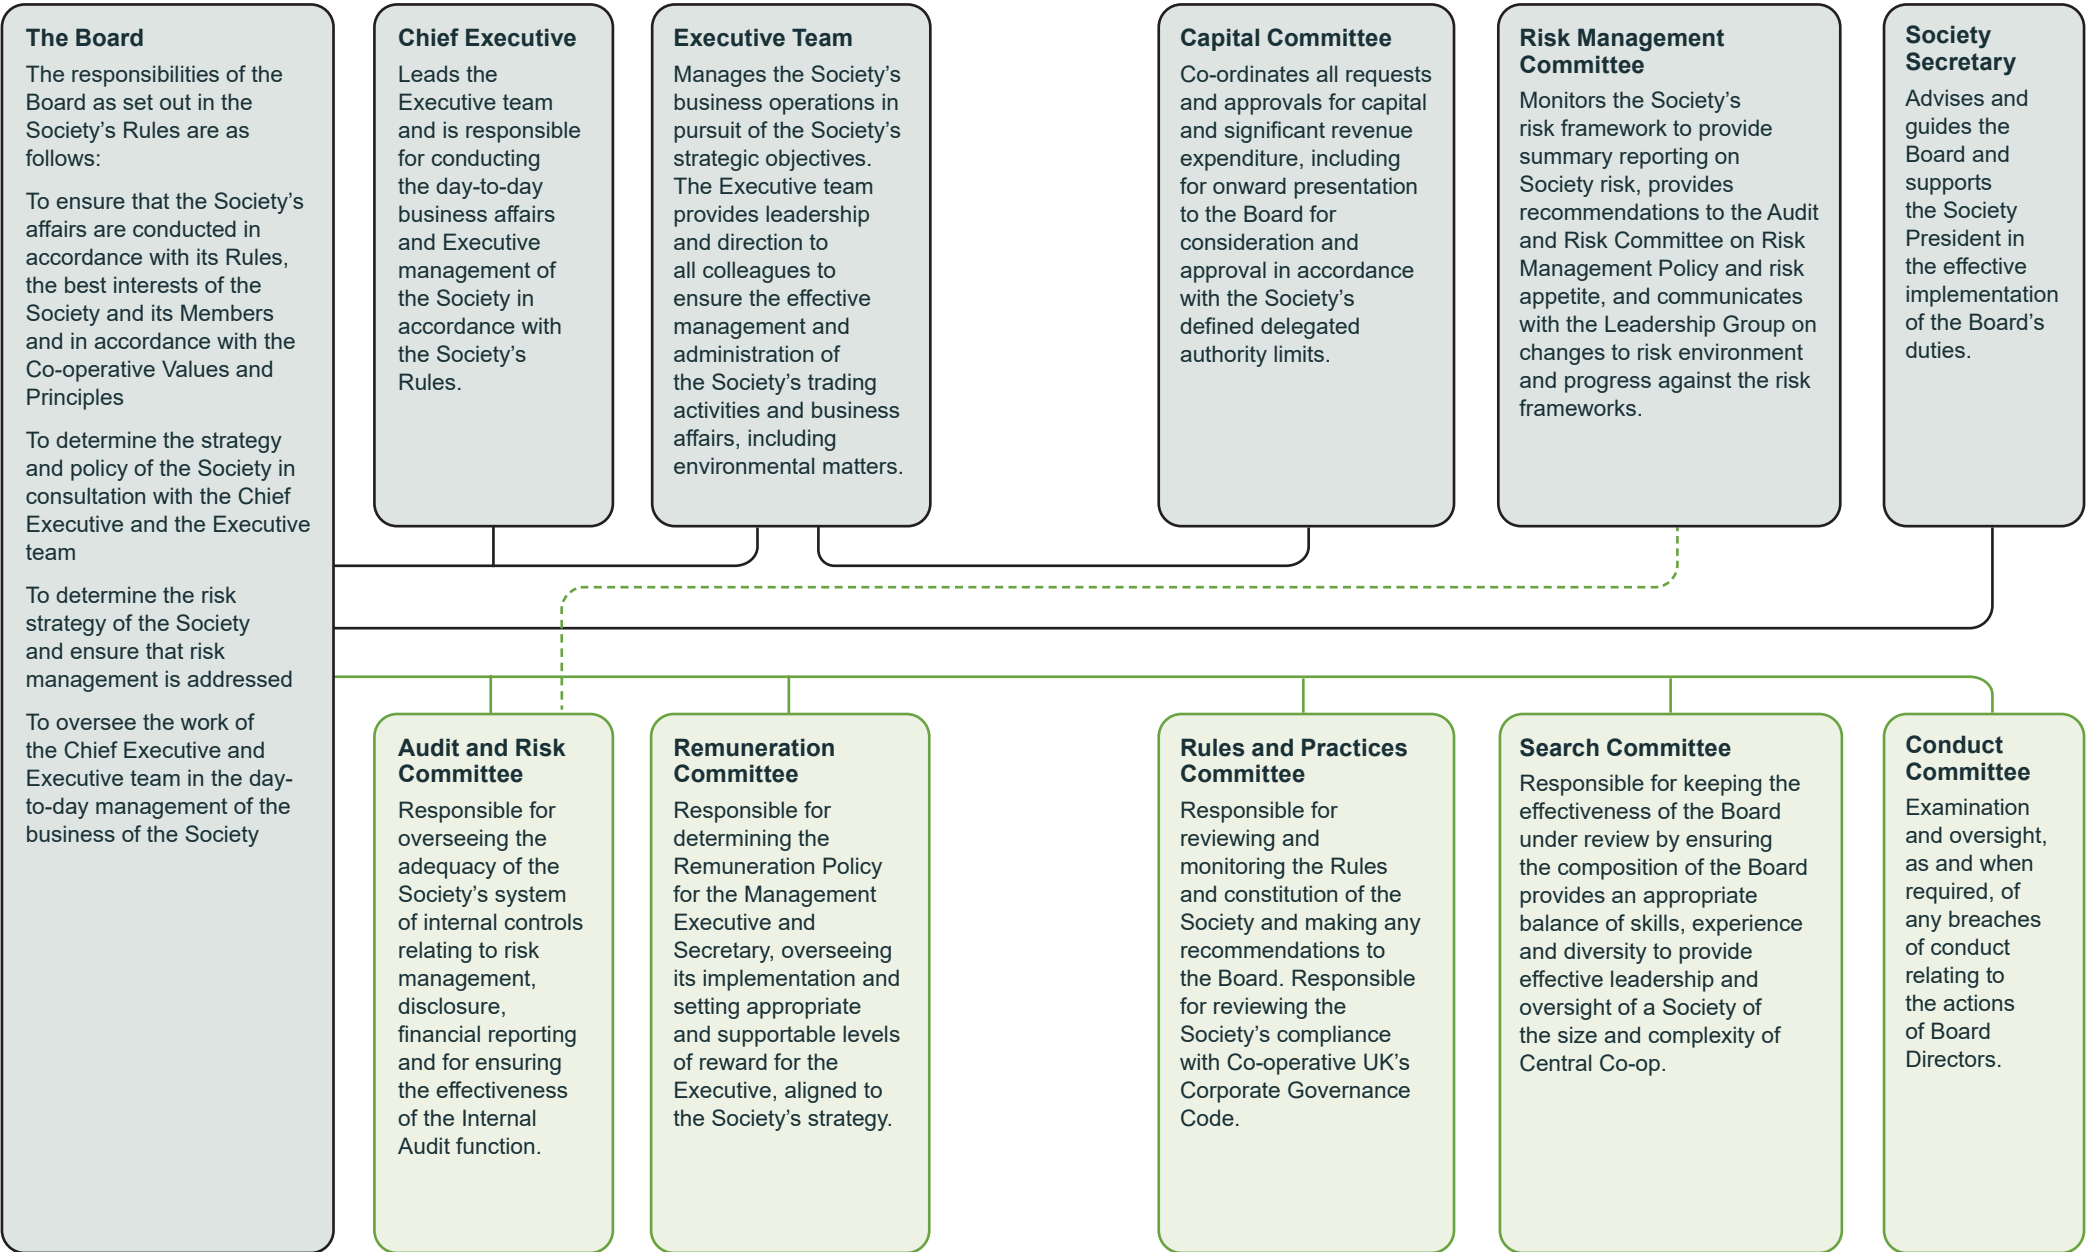 The Board
The responsibilities of the
Board as set out in the
Society’s Rules are as
follows:
To ensure that the Society’s
affairs are conducted in
accordance with its Rules,
the best interests of the
Society and its Members
and in accordance with the
Co-operative Values and
Principles
To determine the strategy
and policy of the Society in
consultation with the Chief
Executive and the Executive
team
To determine the risk
strategy of the Society
and ensure that risk
management is addressed
To oversee the work of
the Chief Executive and
Executive team in the day-
to-day management of the
business of the Society
Chief Executive
Leads the
Executive team
and is responsible
for conducting
the day-to-day
business affairs
and Executive
management of
the Society in
accordance with
the Society’s
Rules.
Executive Team
Manages the Society’s
business operations in
pursuit of the Society’s
strategic objectives.
The Executive team
provides leadership
and direction to
all colleagues to
ensure the effective
management and
administration of
the Society’s trading
activities and business
affairs, including
environmental matters.
Capital Committee
Co-ordinates all requests
and approvals for capital
and significant revenue
expenditure, including
for onward presentation
to the Board for
consideration and
approval in accordance
with the Society’s
defined delegated
authority limits.
Risk Management
Committee
Monitors the Society’s
risk framework to provide
summary reporting on
Society risk, provides
recommendations to the Audit
and Risk Committee on Risk
Management Policy and risk
appetite, and communicates
with the Leadership Group on
changes to risk environment
and progress against the risk
frameworks.
Society
Secretary
Advises and
guides the
Board and
supports
the Society
President in
the effective
implementation
of the Board’s
duties.
Audit and Risk
Committee
Responsible for
overseeing the
adequacy of the
Society’s system
of internal controls
relating to risk
management,
disclosure,
financial reporting
and for ensuring
the effectiveness
of the Internal
Audit function.
Remuneration
Committee
Responsible for
determining the
Remuneration Policy
for the Management
Executive and
Secretary, overseeing
its implementation and
setting appropriate
and supportable levels
of reward for the
Executive, aligned to
the Society’s strategy.
Rules and Practices
Committee
Responsible for
reviewing and
monitoring the Rules
and constitution of the
Society and making any
recommendations to
the Board. Responsible
for reviewing the
Society’s compliance
with Co-operative UK’s
Corporate Governance
Code.
Search Committee
Responsible for keeping the
effectiveness of the Board
under review by ensuring
the composition of the Board
provides an appropriate
balance of skills, experience
and diversity to provide
effective leadership and
oversight of a Society of
the size and complexity of
Central Co-op.
Conduct
Committee
Examination
and oversight,
as and when
required, of
any breaches
of conduct
relating to
the actions
of Board
Directors.